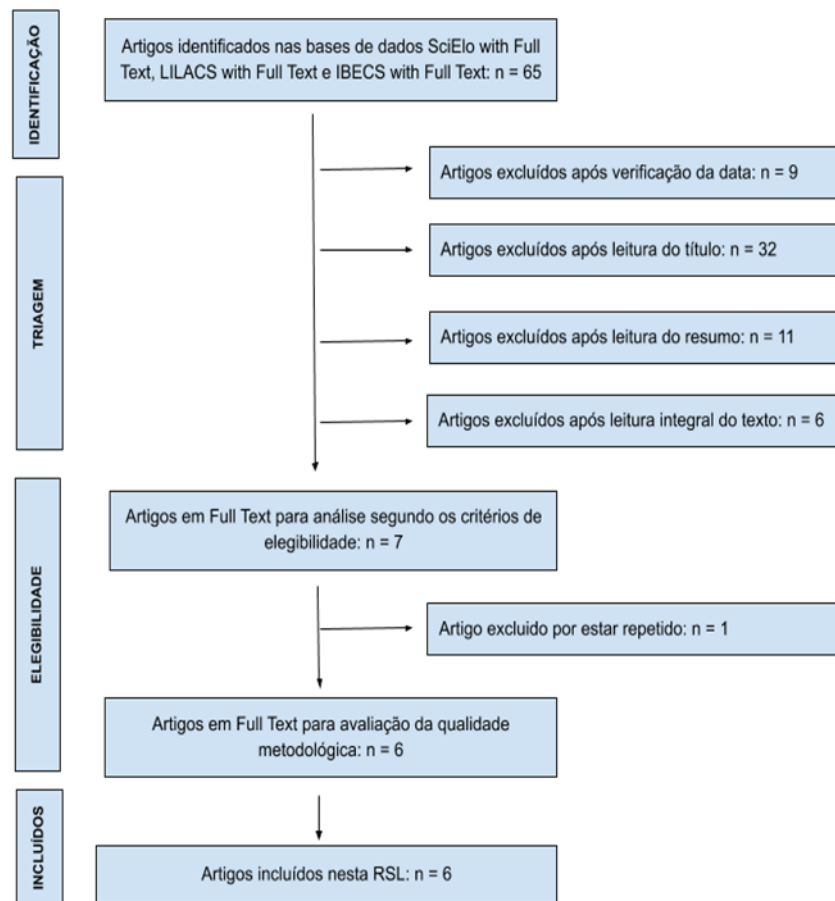 IDENTIFICAÇÃO
Artigos identificados nas bases de dados SciElo with Full
Text, LILACS with Full Text e IBECS with Full Text: n = 65
TRIAGEM
Artigos excluídos após verificação da data: n = 9
Artigos excluídos após leitura do título: n = 32
Artigos excluídos após leitura do resumo: n = 11
Artigos excluídos após leitura integral do texto: n = 6
ELEGIBILIDADE
Artigos em Full Text para análise segundo os critérios de
elegibilidade: n = 7
Artigo excluido por estar repetido: n = 1
Artigos em Full Text para avaliação da qualidade
metodológica: n = 6
INCLUÍDOS
Artigos incluídos nesta RSL: n = 6